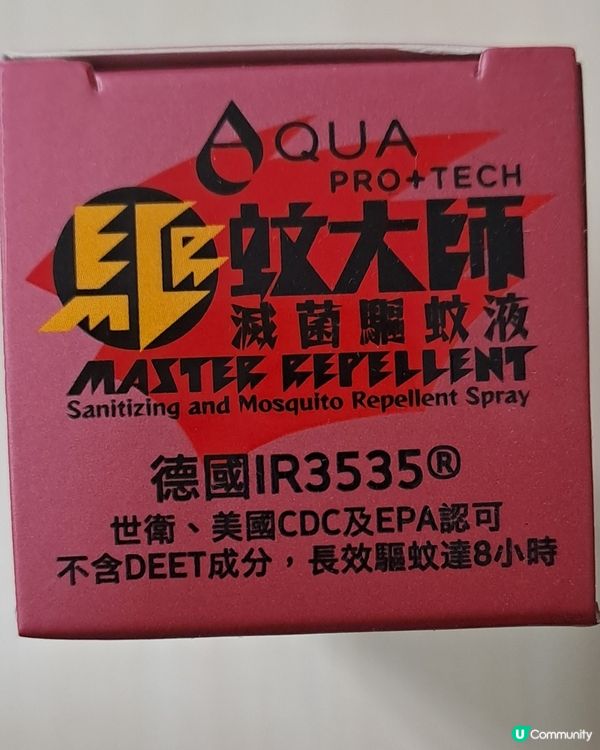 AQUA
PRO+TECH
驅蚊大師
滅菌驅蚊液
MASTER REPELLENT
Sanitizing and Mosquito Repellent Spray
德國IR3535®
世衛、美國CDC及EPA認可
不含DEET成分，長效驅蚊達8小時
U Community